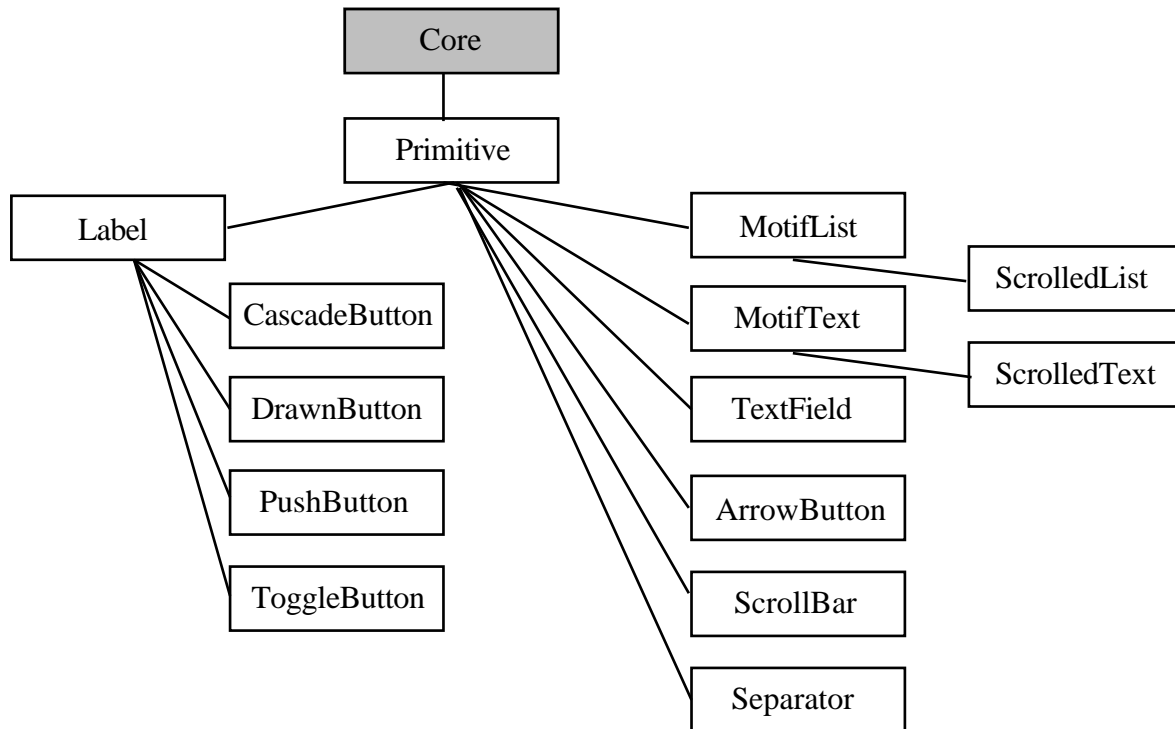 Core
Primitive
Label
CascadeButton
DrawnButton
PushButton
ToggleButton
MotifList
ScrolledList
MotifText
ScrolledText
TextField
ArrowButton
ScrollBar
Separator